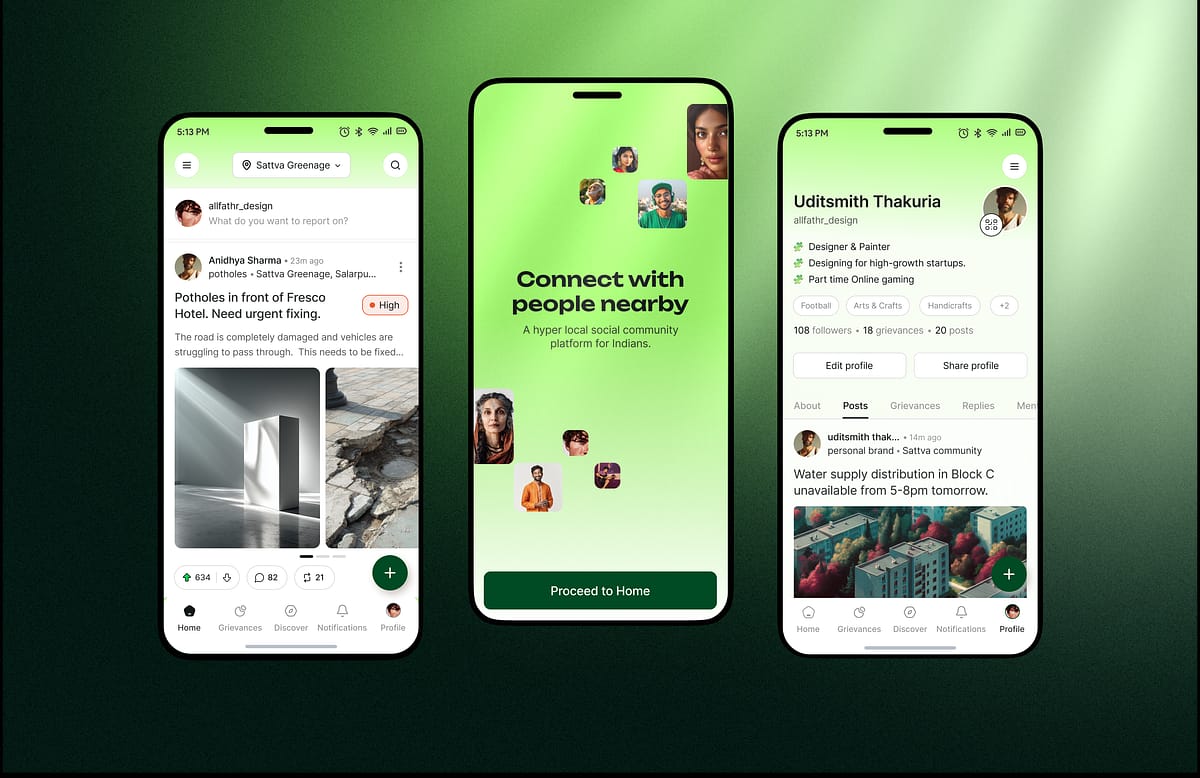 5:13 PM
Sattva Greenage
allfathr_design
What do you want to report on?
Anidhya Sharma • 23m ago
potholes • Sattva Greenage, Salarpu...
Potholes in front of Fresco
Hotel. Need urgent fixing.
High
The road is completely damaged and vehicles are
struggling to pass through. This needs to be fixed...
634
82
21
Home
Grievances
Discover
Notifications
Profile
Connect with
people nearby
A hyper local social community
platform for Indians.
Proceed to Home
5:13 PM
Uditsmith Thakuria
allfathr_design
Designer & Painter
Designing for high-growth startups.
Part time Online gaming
Football
Arts & Crafts
Handicrafts
+2
108 followers • 18 grievances • 20 posts
Edit profile
Share profile
About
Posts
Grievances
Replies
Men
uditsmith thak... • 14m ago
personal brand • Sattva community
Water supply distribution in Block C
unavailable from 5-8pm tomorrow.
Home
Grievances
Discover
Notifications
Profile